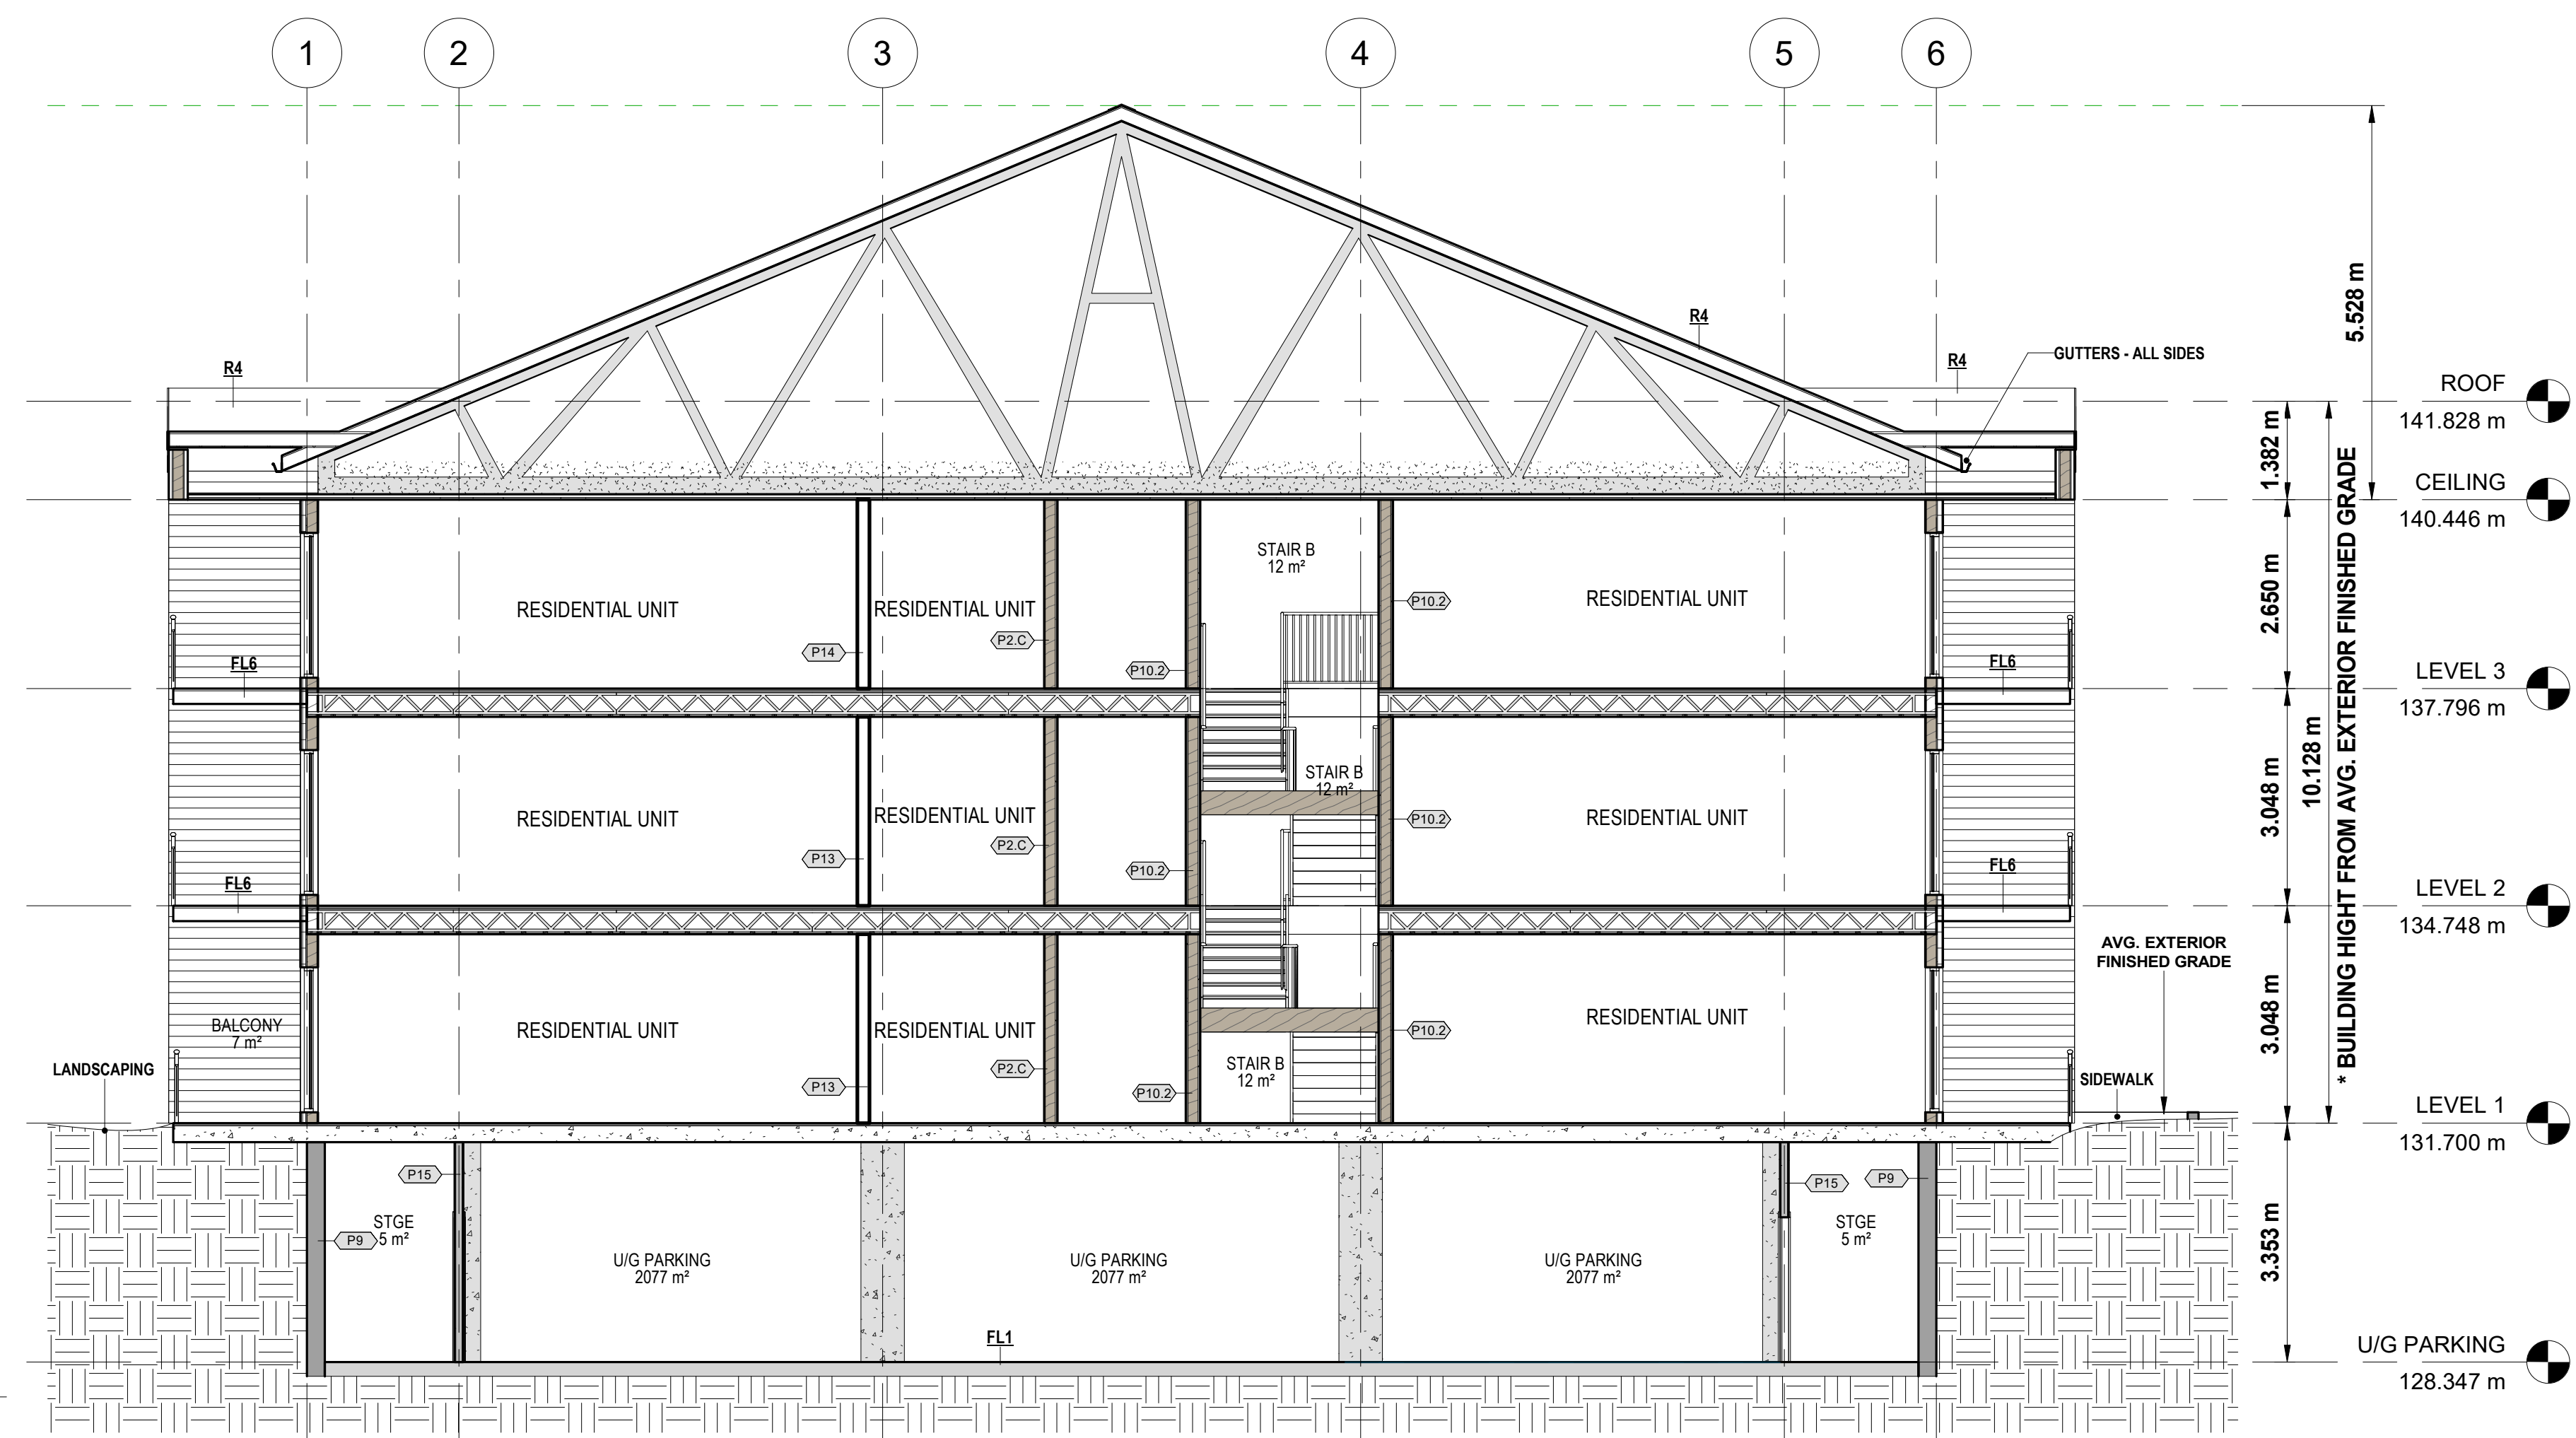 1
2
3
4
5
6
R4
R4
R4
GUTTERS - ALL SIDES
5.528 m
ROOF
141.828 m
1.382 m
CEILING
140.446 m
STAIR B
12 m²
RESIDENTIAL UNIT
RESIDENTIAL UNIT
RESIDENTIAL UNIT
P10.2
P2.C
P14
P10.2
FL6
FL6
2.650 m
LEVEL 3
137.796 m
STAIR B
12 m²
RESIDENTIAL UNIT
RESIDENTIAL UNIT
RESIDENTIAL UNIT
P10.2
P2.C
P13
P10.2
FL6
FL6
3.048 m
10.128 m
* BUILDING HIGHT FROM AVG. EXTERIOR FINISHED GRADE
LEVEL 2
134.748 m
AVG. EXTERIOR
FINISHED GRADE
BALCONY
7 m²
RESIDENTIAL UNIT
RESIDENTIAL UNIT
RESIDENTIAL UNIT
P10.2
LANDSCAPING
P2.C
STAIR B
12 m²
P13
P10.2
SIDEWALK
3.048 m
LEVEL 1
131.700 m
P15
P15
P9
STGE
5 m²
P9
STGE
5 m²
U/G PARKING
2077 m²
U/G PARKING
2077 m²
U/G PARKING
2077 m²
3.353 m
FL1
U/G PARKING
128.347 m